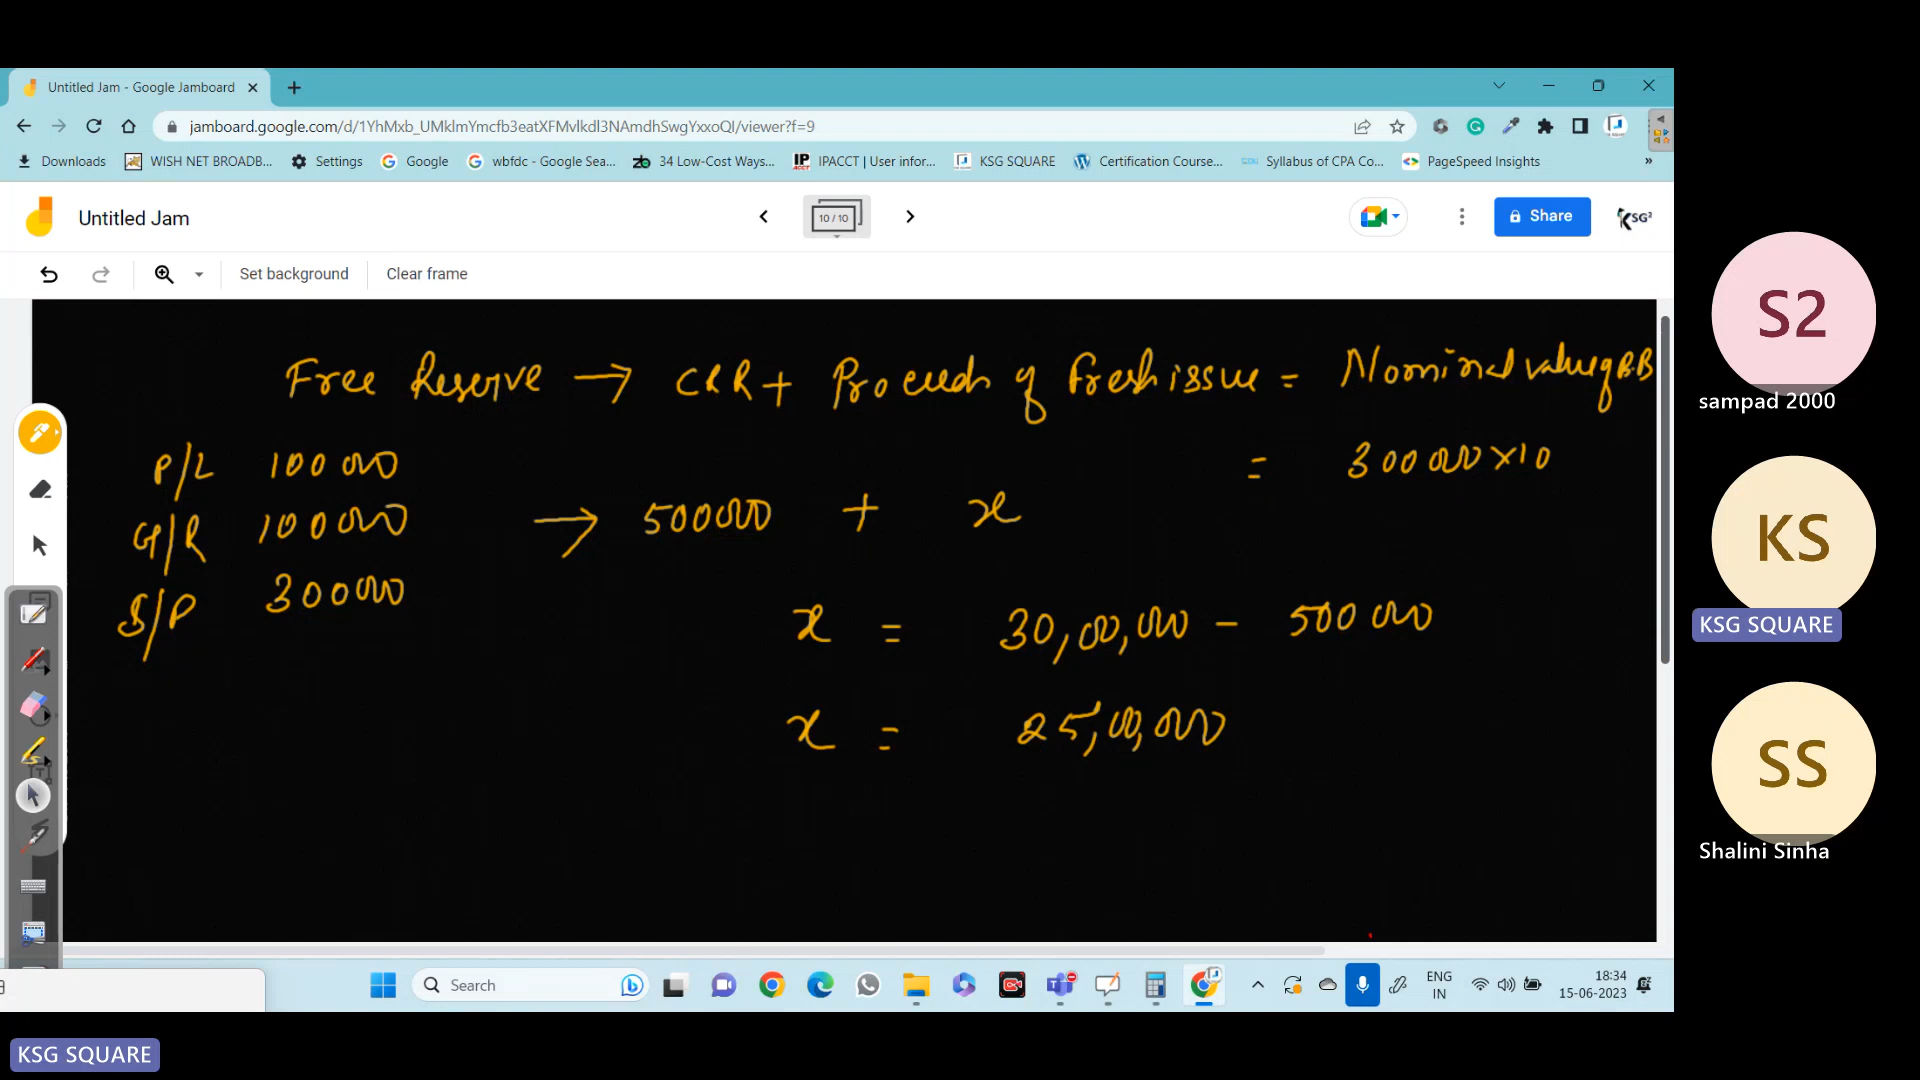 Untitled Jam - Google Jamboard
jamboard.google.com/d/1YhMxb_UMklmYmcfb3eatXFMvlkdl3NAmdhSwgYxxoQI/viewer?f=9
Downloads WISH NET BROADB... Settings Google wbfdc - Google Sea... 34 Low-Cost Ways... IPACCT | User infor... KSG SQUARE Certification Course... Syllabus of CPA Co... PageSpeed Insights »
Untitled Jam 10 / 10 Share KSG²
Set background Clear frame
Free Reserve → CRR + Proceeds of Fresh issue = Nominal value of B.B
P/L 100000 = 300000×10
G/R 100000 → 500000 + x
S/P 300000
x = 30,00,000 - 500000
x = 25,00,000
S2
sampad 2000
KS
KSG SQUARE
SS
Shalini Sinha
Search
ENG
IN
18:34
15-06-2023
KSG SQUARE